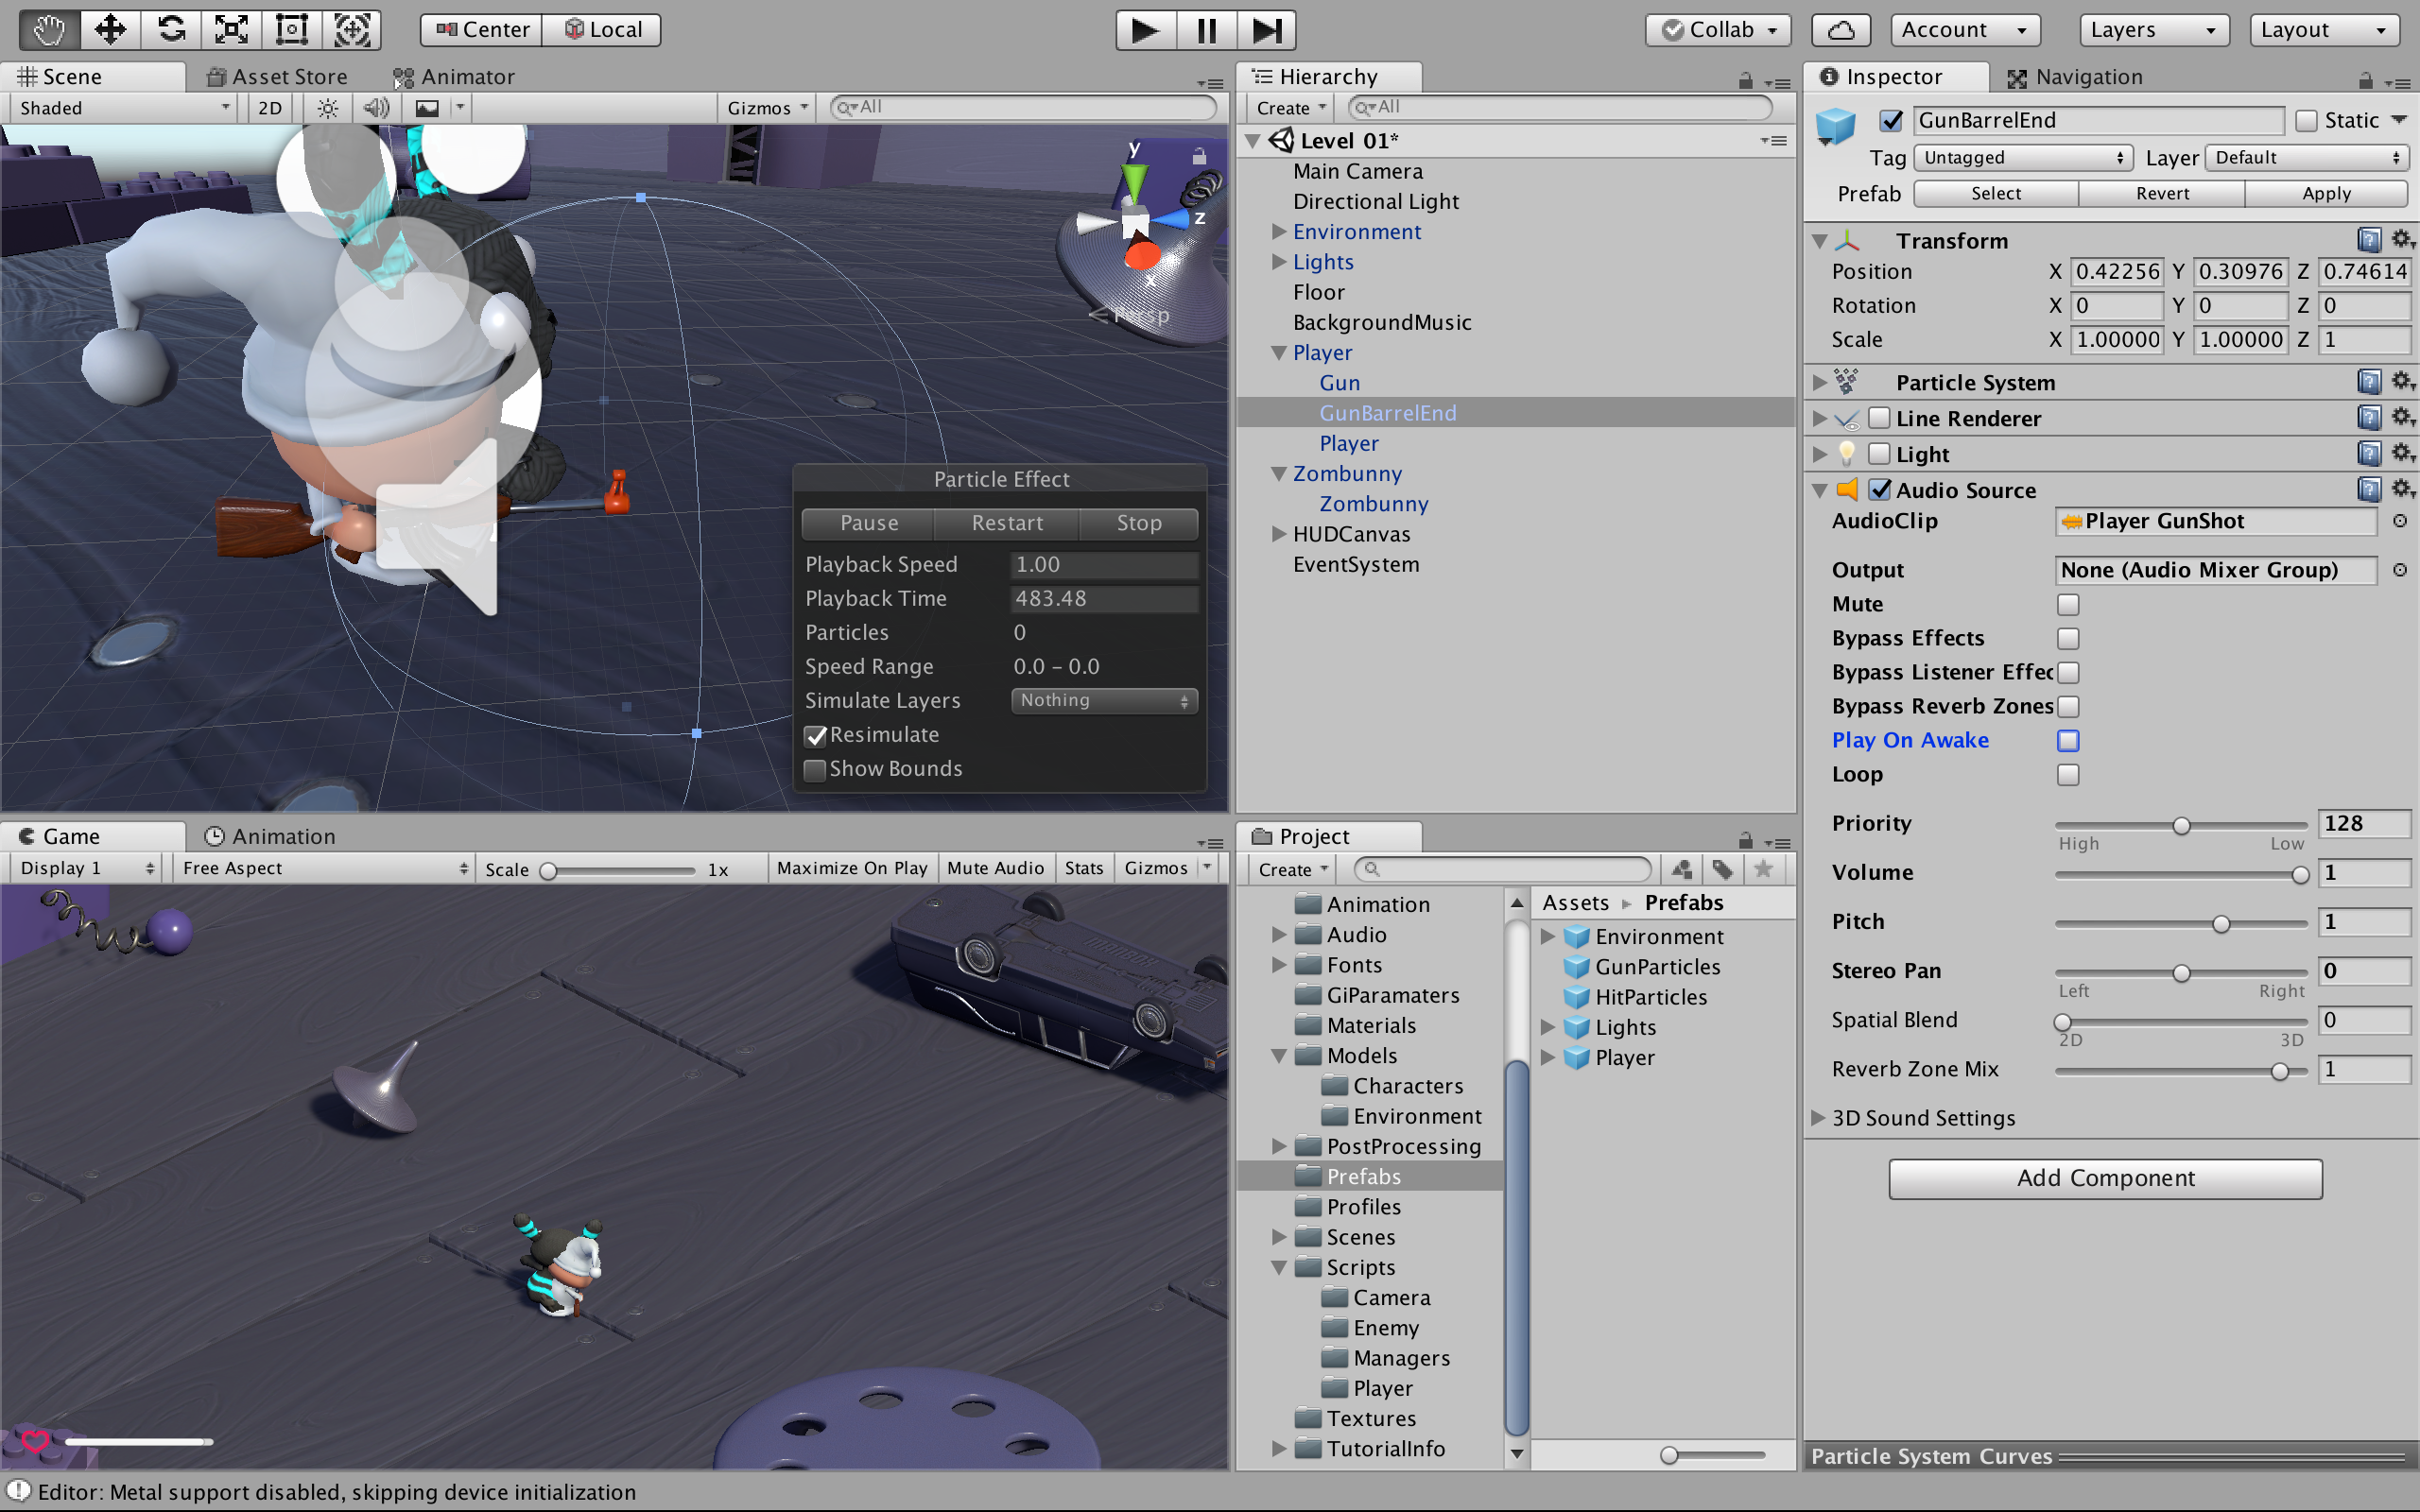 Center Local Collab Account Layers Layout
Scene Asset Store Animator
Shaded 2D Gizmos All
y
z
x
Persp
Particle Effect
Pause Restart Stop
Playback Speed 1.00
Playback Time 483.48
Particles 0
Speed Range 0.0 – 0.0
Simulate Layers Nothing
Resimulate
Show Bounds
Game Animation
Display 1 Free Aspect Scale 1x Maximize On Play Mute Audio Stats Gizmos
Hierarchy
Create All
Level 01*
Main Camera
Directional Light
Environment
Lights
Floor
BackgroundMusic
Player
Gun
GunBarrelEnd
Player
Zombunny
Zombunny
HUDCanvas
EventSystem
Project
Create
Animation
Audio
Fonts
GiParamaters
Materials
Models
Characters
Environment
PostProcessing
Prefabs
Profiles
Scenes
Scripts
Camera
Enemy
Managers
Player
Textures
TutorialInfo
Assets Prefabs
Environment
GunParticles
HitParticles
Lights
Player
Inspector Navigation
GunBarrelEnd Static
Tag Untagged Layer Default
Prefab Select Revert Apply
Transform
Position X 0.42256 Y 0.30976 Z 0.74614
Rotation X 0 Y 0 Z 0
Scale X 1.00000 Y 1.00000 Z 1
Particle System
Line Renderer
Light
Audio Source
AudioClip Player GunShot
Output None (Audio Mixer Group)
Mute
Bypass Effects
Bypass Listener Effec
Bypass Reverb Zones
Play On Awake
Loop
Priority 128
High Low
Volume 1
Pitch 1
Stereo Pan 0
Left Right
Spatial Blend 0
2D 3D
Reverb Zone Mix 1
3D Sound Settings
Add Component
Particle System Curves
Editor: Metal support disabled, skipping device initialization